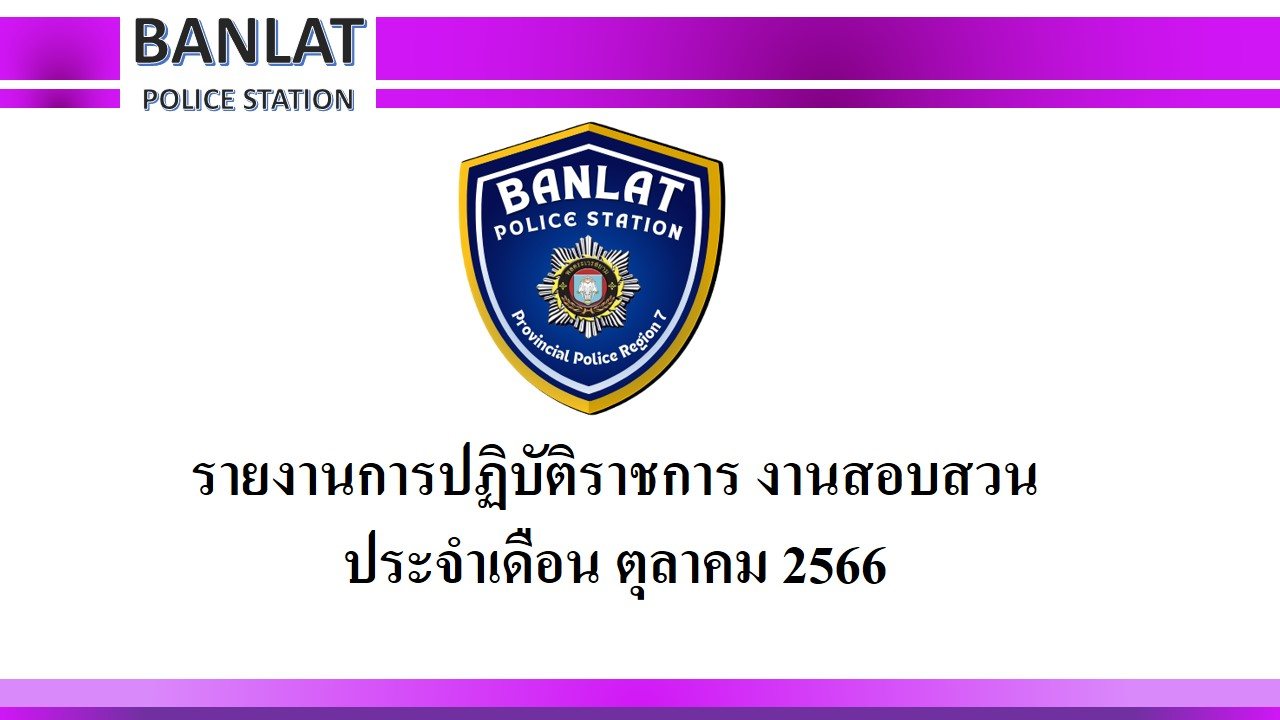 BANLAT
POLICE STATION
BANLAT
POLICE STATION
Provincial Police Region 7
รายงานการปฏิบัติราชการ งานสอบสวน
ประจำเดือน ตุลาคม 2566